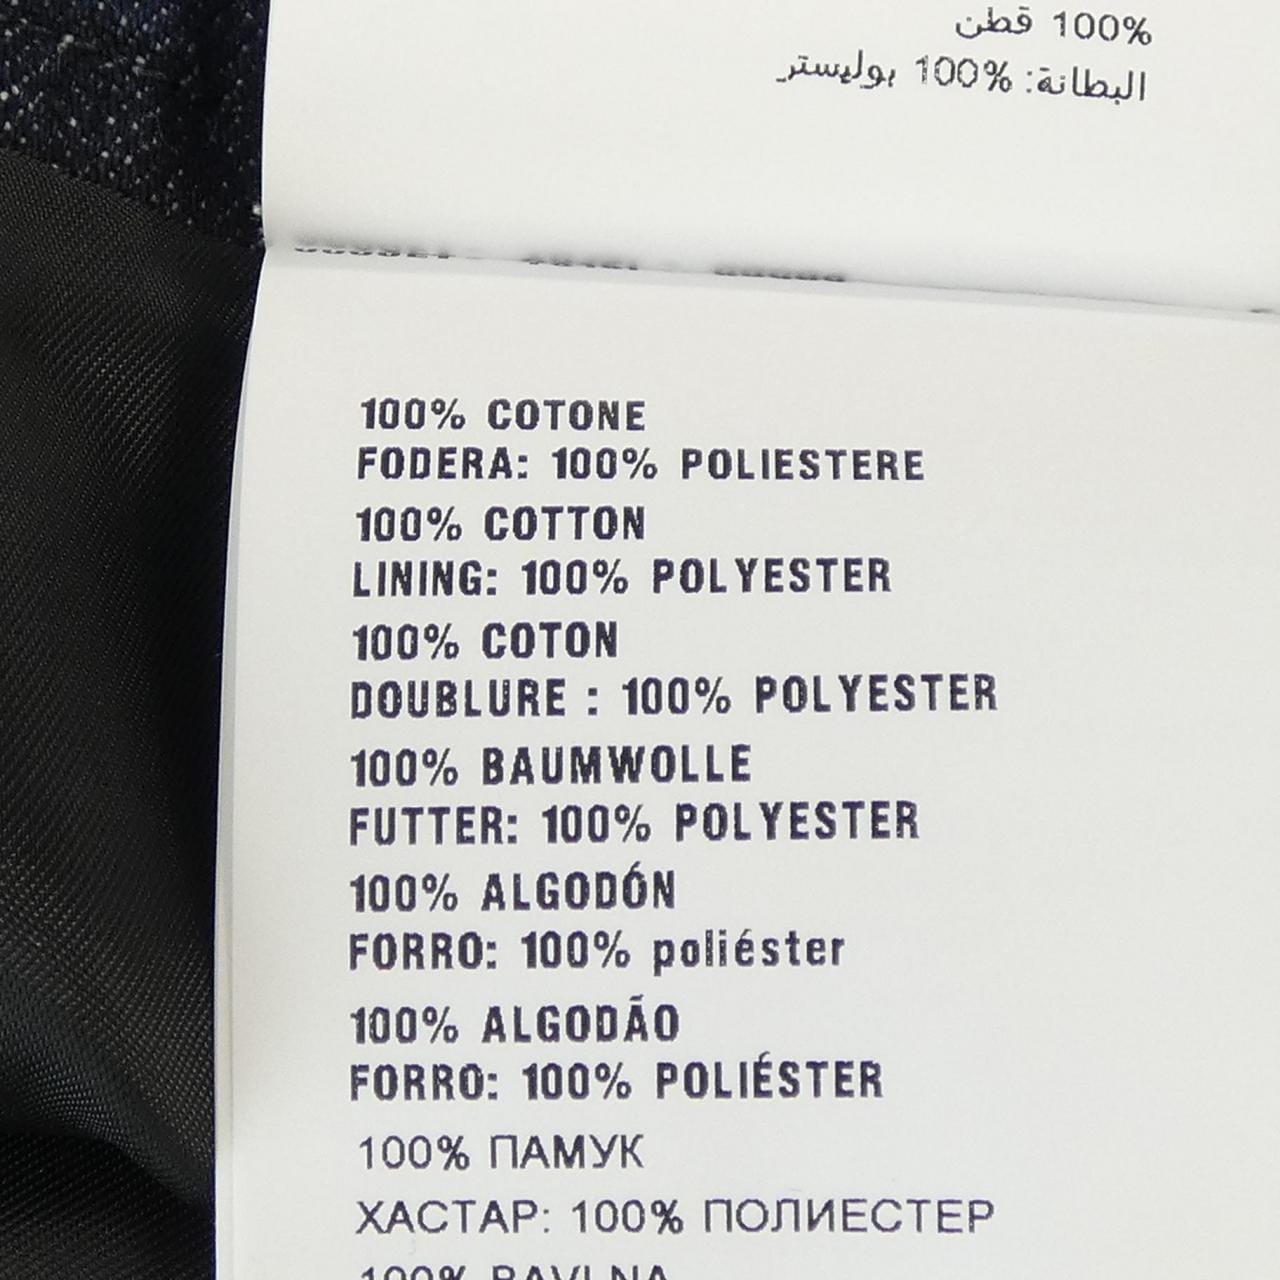 100% قطن
البطانة: 100% بوليستر
100% COTONE
FODERA: 100% POLIESTERE
100% COTTON
LINING: 100% POLYESTER
100% COTON
DOUBLURE : 100% POLYESTER
100% BAUMWOLLE
FUTTER: 100% POLYESTER
100% ALGODÓN
FORRO: 100% poliéster
100% ALGODÃO
FORRO: 100% POLIÉSTER
100% ПАМУК
ХАСТАР: 100% ПОЛИЕСТЕР
100% BAVLNA